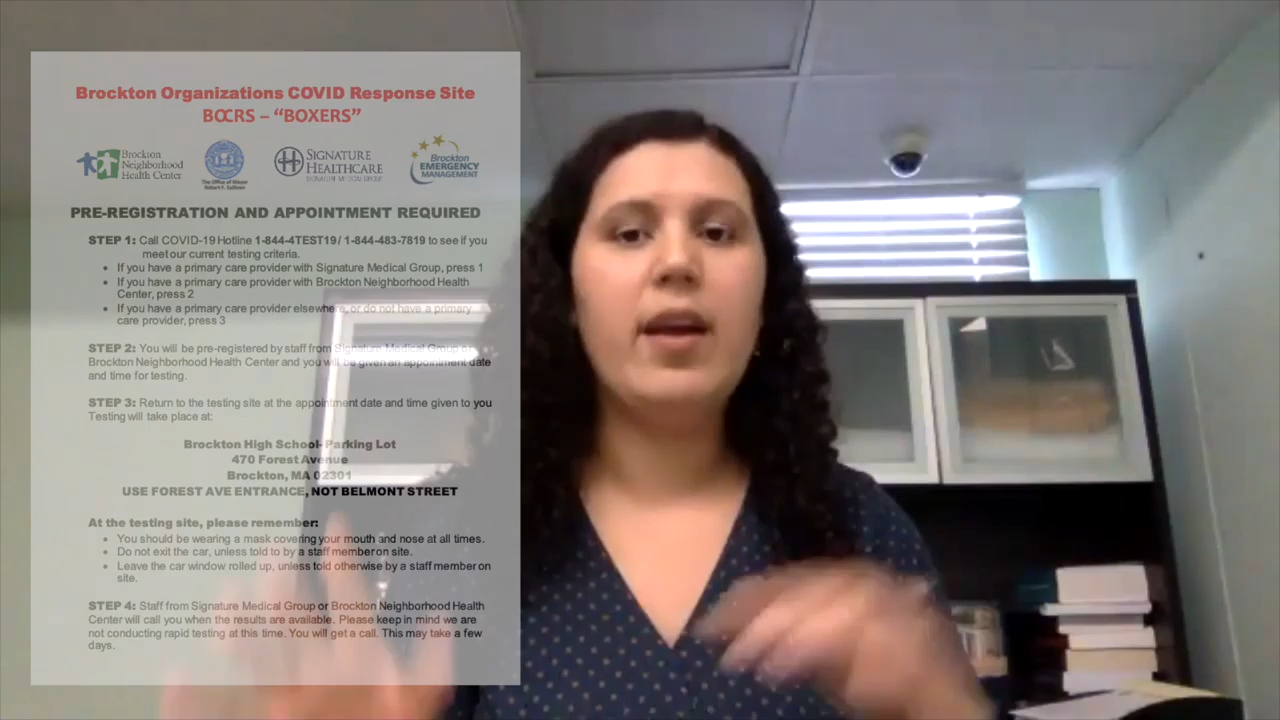 Brockton Organizations COVID Response Site
BOCRS – “BOXERS”
Brockton
Neighborhood
Health Center
The Office of Mayor
Robert F. Sullivan
SIGNATURE
HEALTHCARE
SIGNATURE MEDICAL GROUP
Brockton
EMERGENCY
MANAGEMENT
PRE-REGISTRATION AND APPOINTMENT REQUIRED
STEP 1: Call COVID-19 Hotline 1-844-4TEST19/ 1-844-483-7819 to see if you
meet our current testing criteria.
• If you have a primary care provider with Signature Medical Group, press 1
• If you have a primary care provider with Brockton Neighborhood Health
Center, press 2
• If you have a primary care provider elsewhere, or do not have a primary
care provider, press 3
STEP 2: You will be pre-registered by staff from Signature Medical Group or
Brockton Neighborhood Health Center and you will be given an appointment date
and time for testing.
STEP 3: Return to the testing site at the appointment date and time given to you
Testing will take place at:
Brockton High School- Parking Lot
470 Forest Avenue
Brockton, MA 02301
USE FOREST AVE ENTRANCE, NOT BELMONT STREET
At the testing site, please remember:
• You should be wearing a mask covering your mouth and nose at all times.
• Do not exit the car, unless told to by a staff member on site.
• Leave the car window rolled up, unless told otherwise by a staff member on
site.
STEP 4: Staff from Signature Medical Group or Brockton Neighborhood Health
Center will call you when the results are available. Please keep in mind we are
not conducting rapid testing at this time. You will get a call. This may take a few
days.